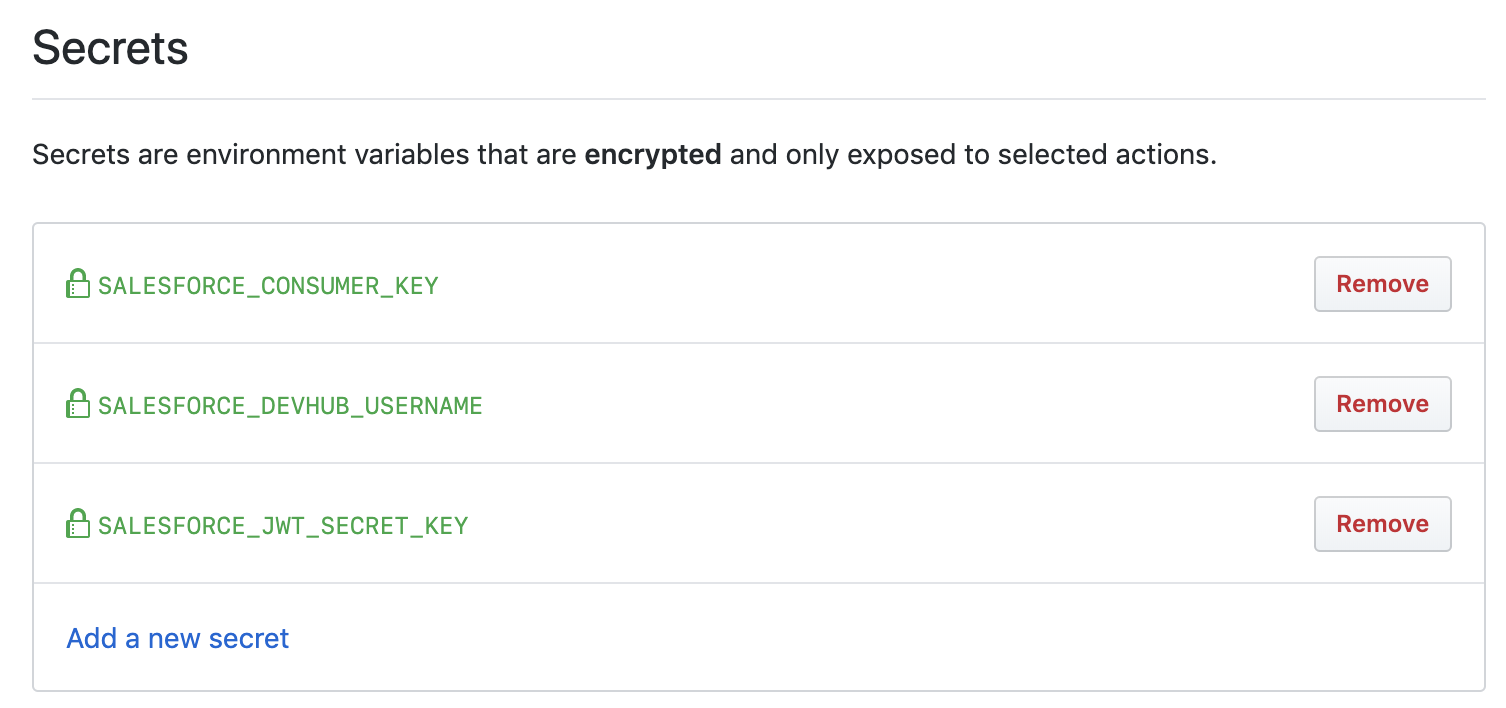 Secrets
Secrets are environment variables that are encrypted and only exposed to selected actions.
SALESFORCE_CONSUMER_KEY Remove
SALESFORCE_DEVHUB_USERNAME Remove
SALESFORCE_JWT_SECRET_KEY Remove
Add a new secret